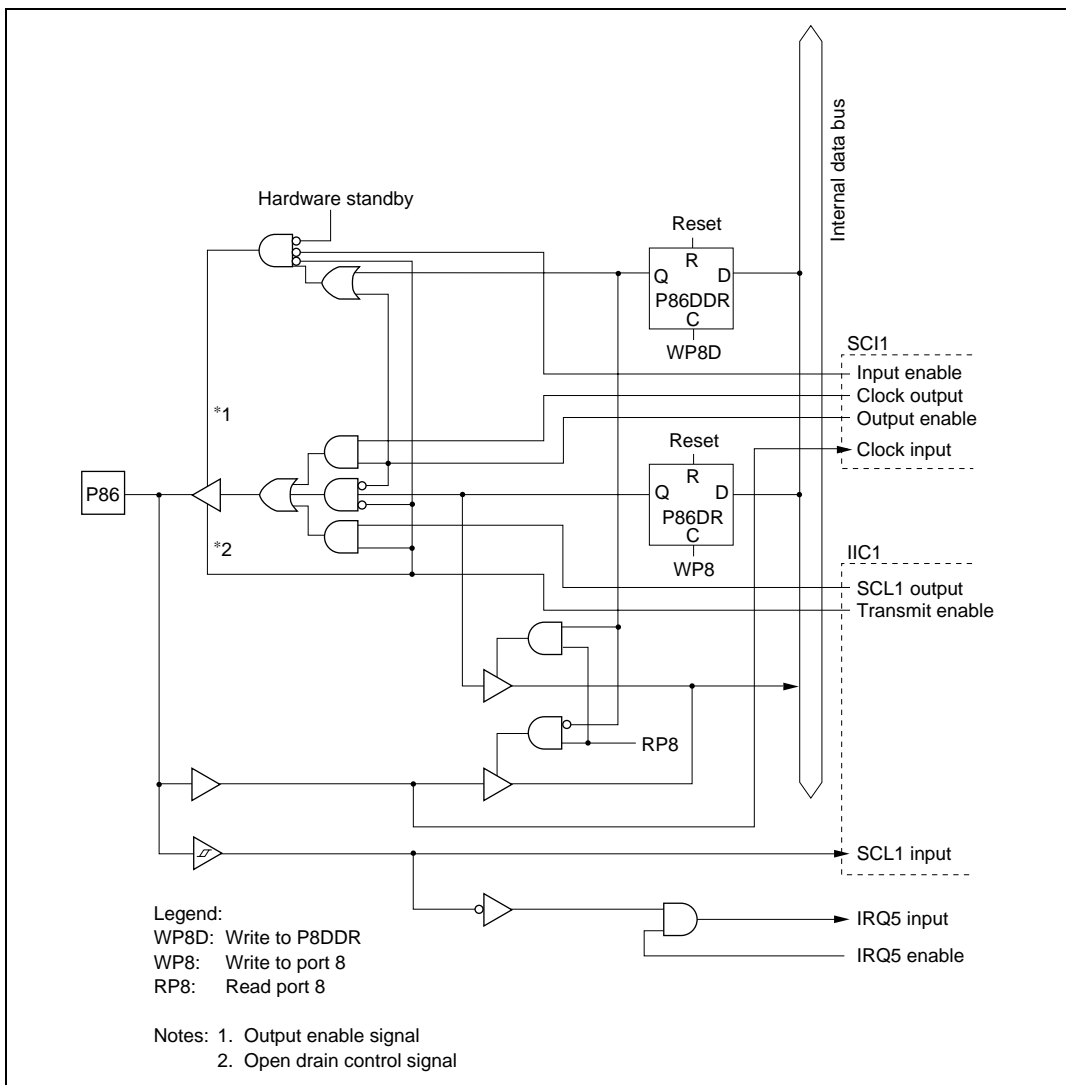 Internal data bus
Hardware standby
Reset
R
Q
D
P86DDR
C
WP8D
SCI1
Input enable
Clock output
Output enable
Clock input
*1
Reset
R
Q
D
P86DR
C
WP8
P86
*2
IIC1
SCL1 output
Transmit enable
RP8
SCL1 input
IRQ5 input
IRQ5 enable
Legend:
WP8D: Write to P8DDR
WP8: Write to port 8
RP8: Read port 8
Notes: 1. Output enable signal
2. Open drain control signal